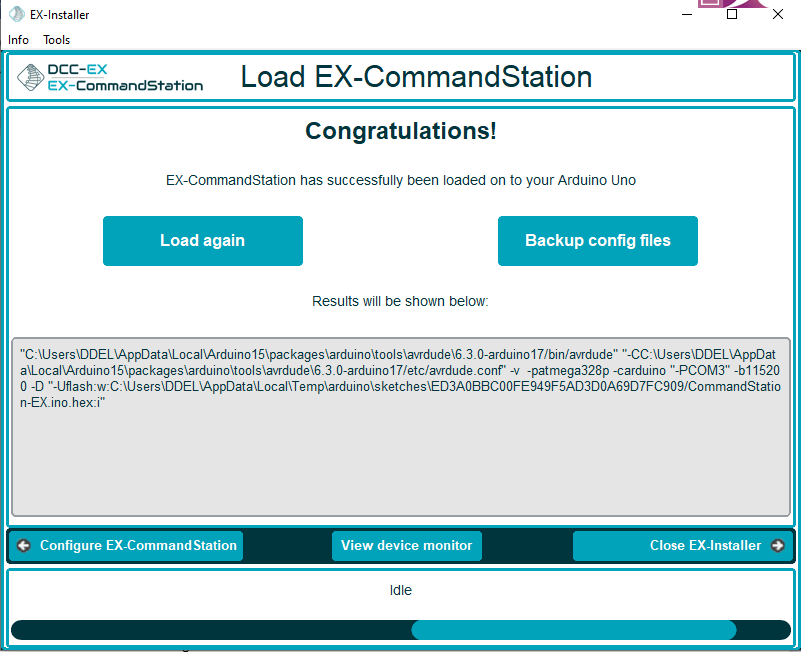 EX-Installer
Info Tools
DCC-EX
EX-CommandStation
Load EX-CommandStation
Congratulations!
EX-CommandStation has successfully been loaded on to your Arduino Uno
Load again
Backup config files
Results will be shown below:
"C:\Users\DDEL\AppData\Local\Arduino15\packages\arduino\tools\avrdude\6.3.0-arduino17/bin/avrdude" "-CC:\Users\DDEL\AppDat
a\Local\Arduino15\packages\arduino\tools\avrdude\6.3.0-arduino17/etc/avrdude.conf" -v  -patmega328p -carduino "-PCOM3" -b11520
0 -D "-Uflash:w:C:\Users\DDEL\AppData\Local\Temp\arduino\sketches\ED3A0BBC00FE949F5AD3D0A69D7FC909/CommandStatio
n-EX.ino.hex:i"
Configure EX-CommandStation
View device monitor
Close EX-Installer
Idle